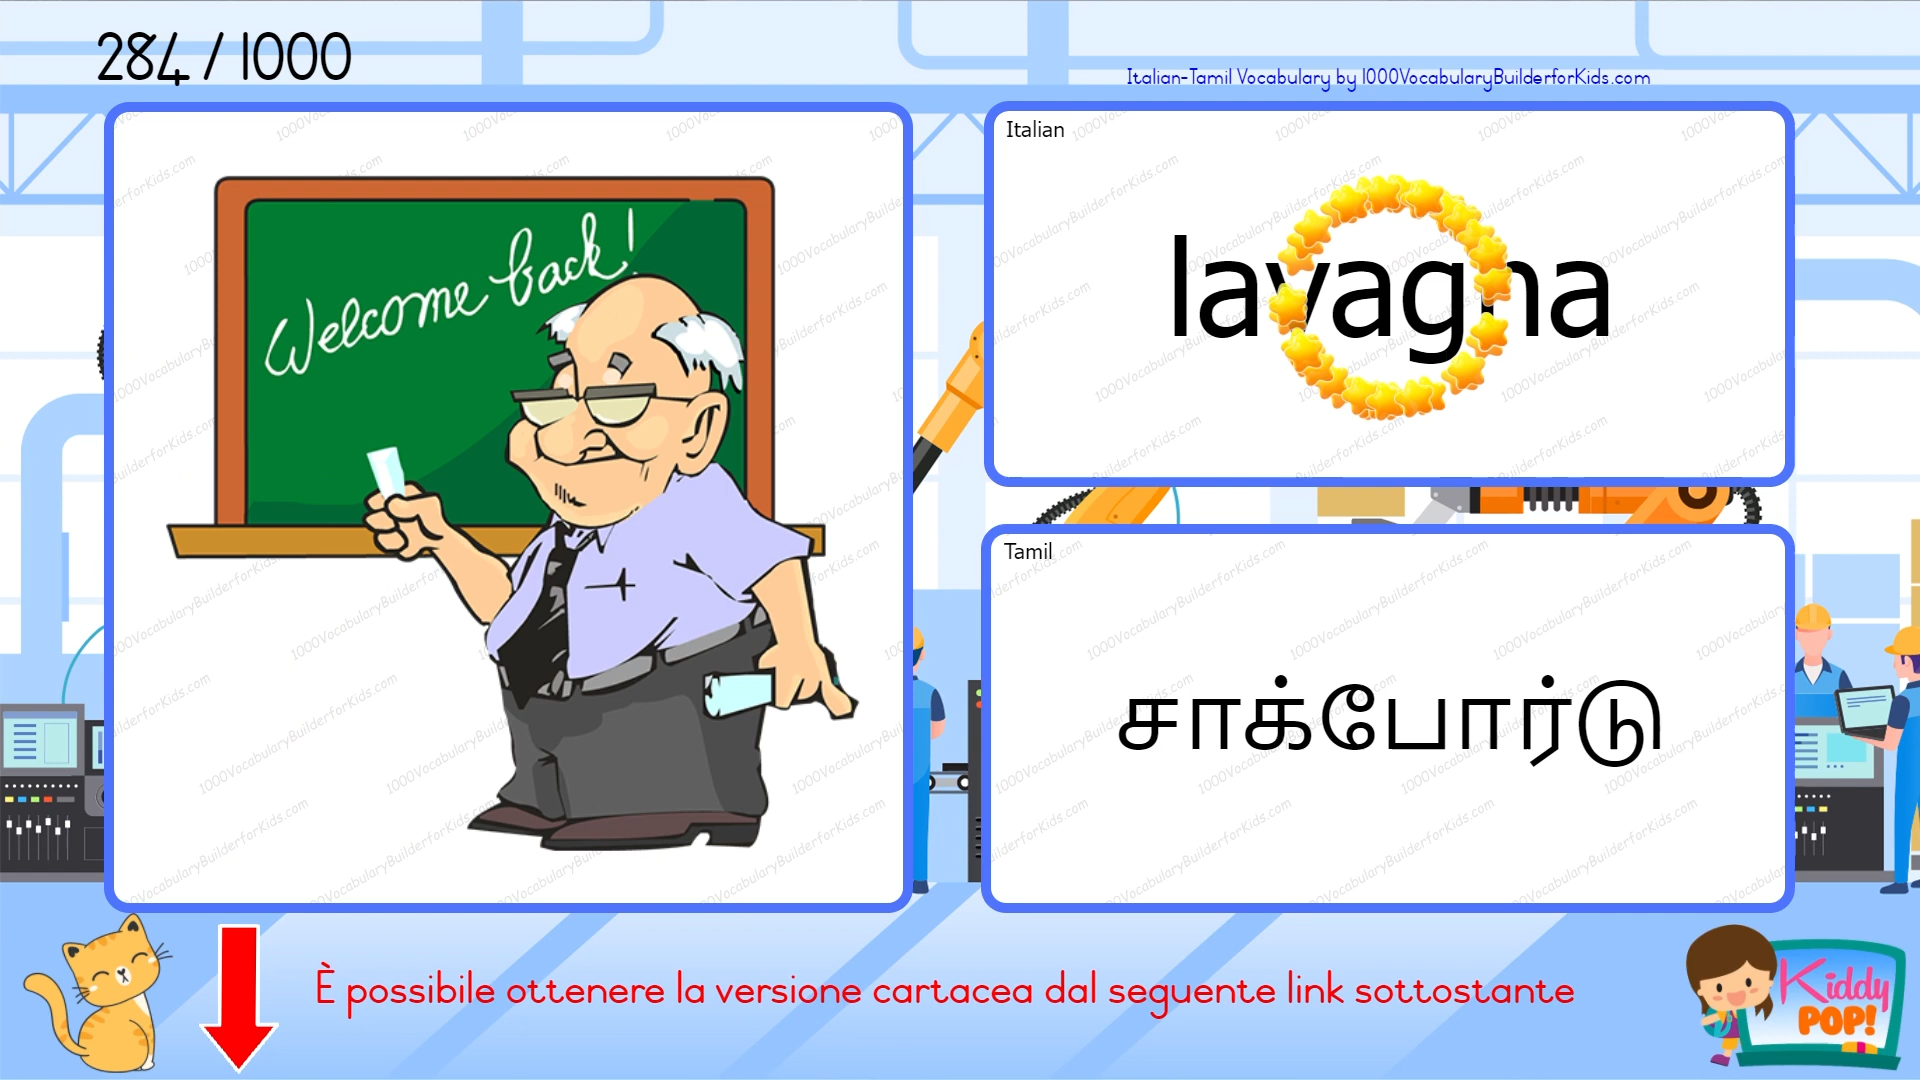 284 / 1000
Italian-Tamil Vocabulary by 1000VocabularyBuilderforKids.com
Welcome back!
Italian
lavagna
Tamil
சாக்போர்டு
È possibile ottenere la versione cartacea dal seguente link sottostante
Kiddy
POP!